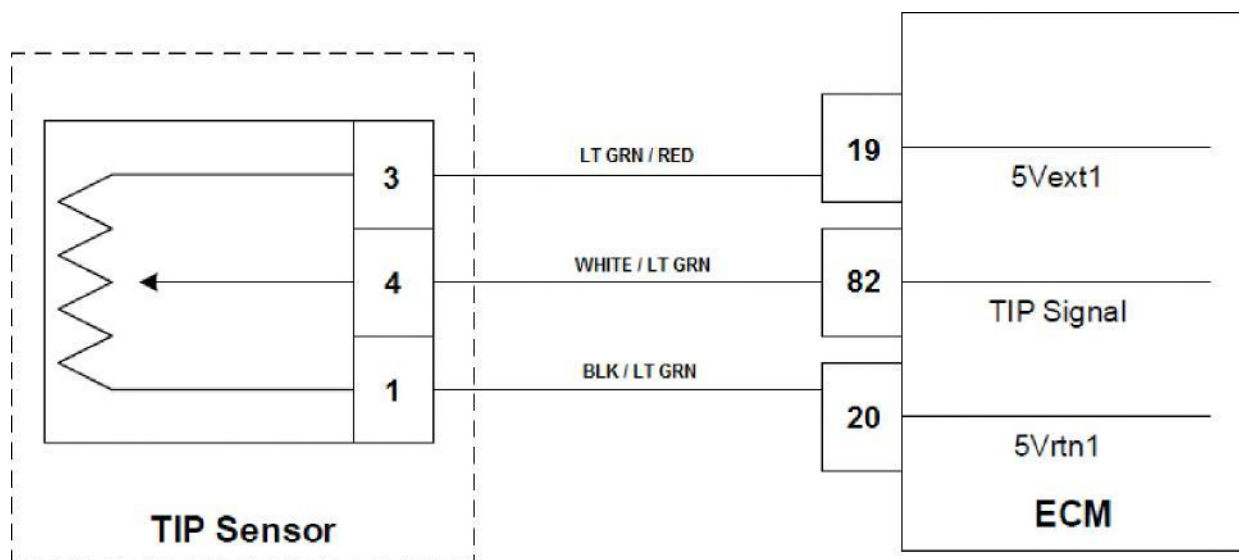 3
LT GRN / RED
19
5Vext1
4
WHITE / LT GRN
82
TIP Signal
1
BLK / LT GRN
20
5Vrtn1
TIP Sensor
ECM